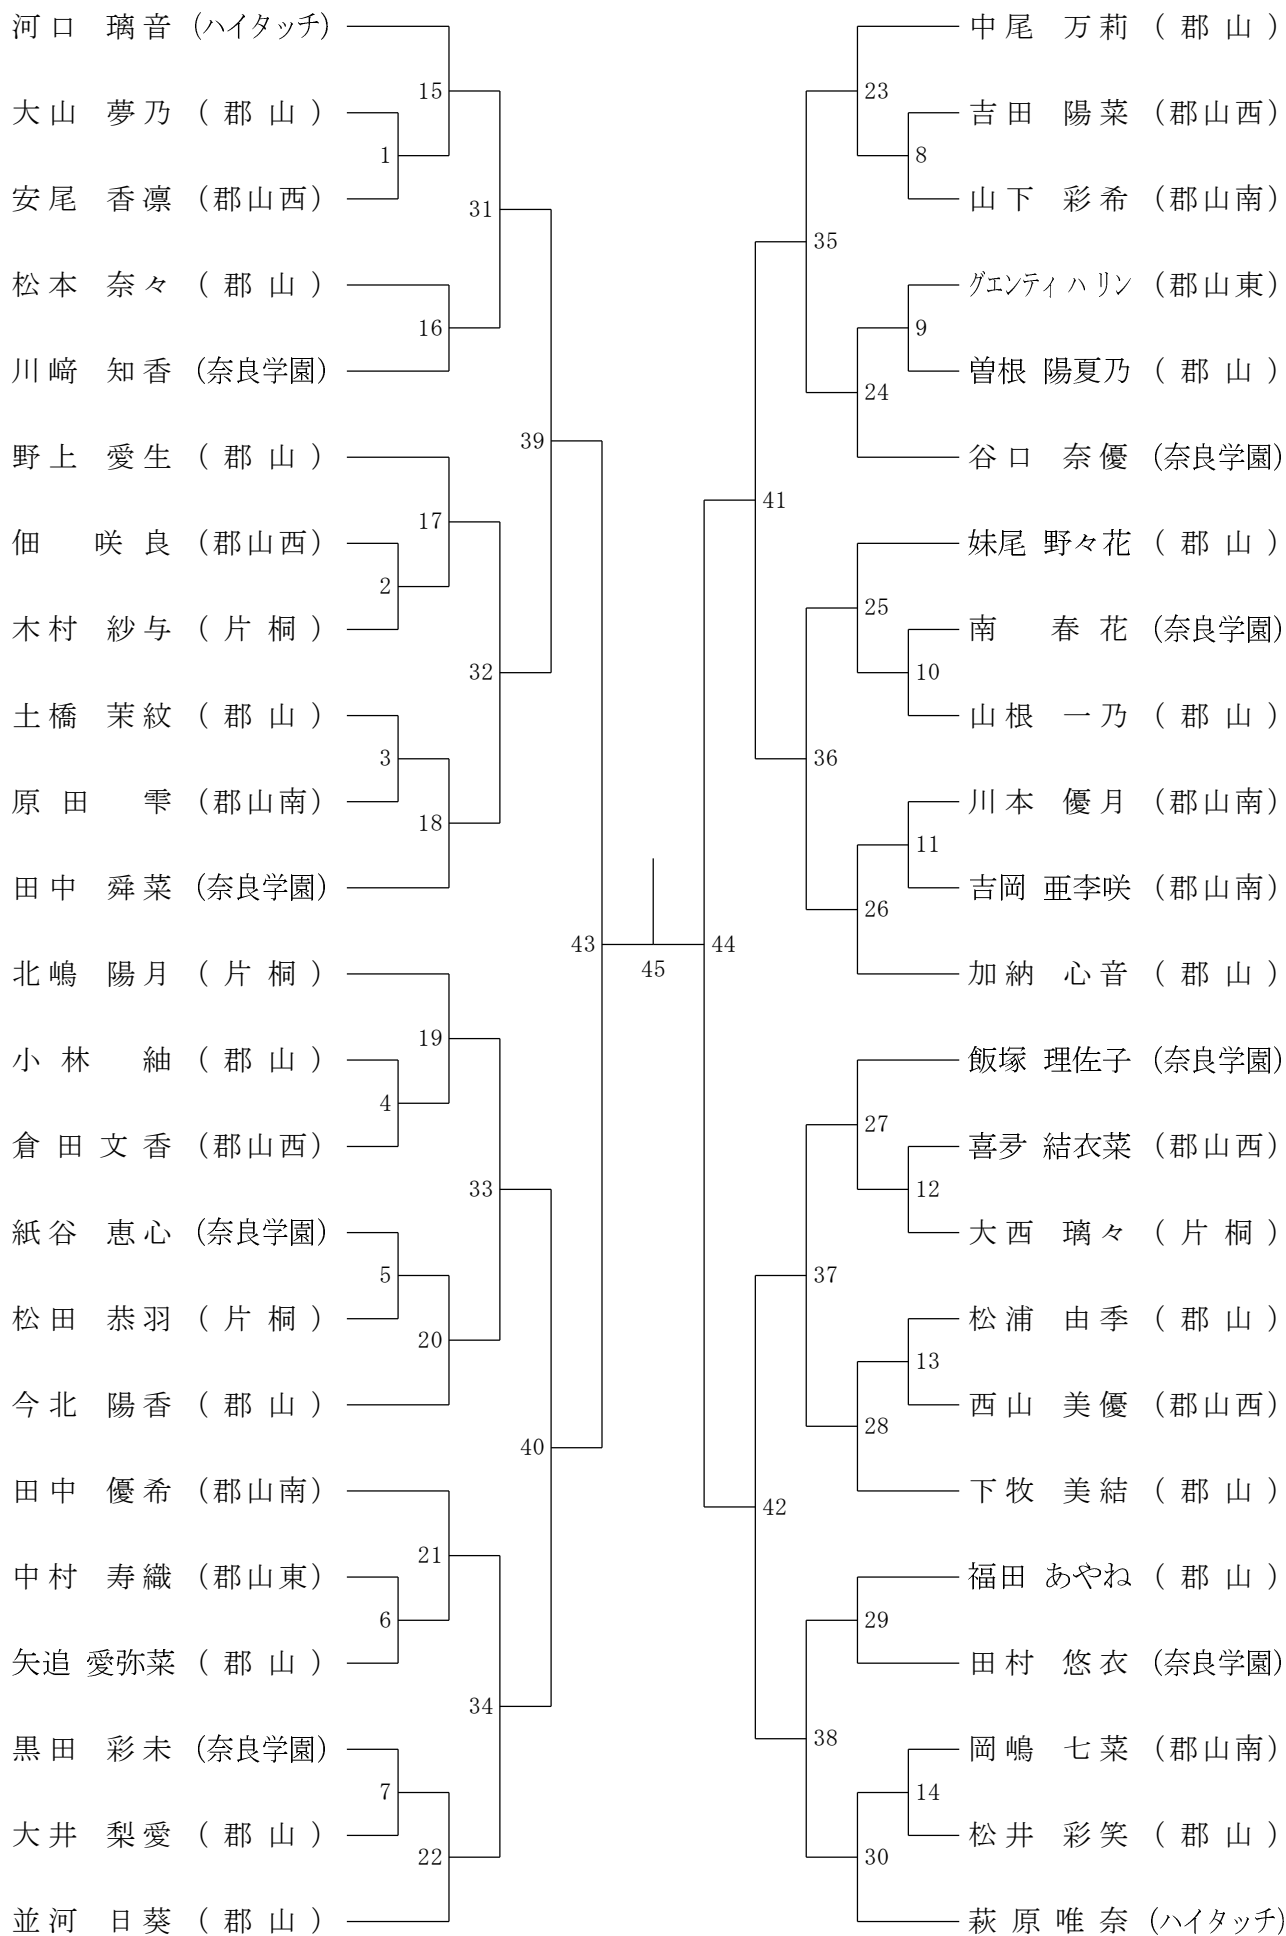 河口 璃音 (ハイタッチ)
15
大山 夢乃 (郡山)
1
安尾 香凛 (郡山西)
31
松本 奈々 (郡山)
16
川﨑 知香 (奈良学園)
39
野上 愛生 (郡山)
17
佃 咲良 (郡山西)
2
木村 紗与 (片桐)
32
土橋 茉紋 (郡山)
3
原田 雫 (郡山南)
18
田中 舜菜 (奈良学園)
43
北嶋 陽月 (片桐)
19
小林 紬 (郡山)
4
倉田文香 (郡山西)
33
紙谷 恵心 (奈良学園)
5
松田 恭羽 (片桐)
20
今北 陽香 (郡山)
40
田中 優希 (郡山南)
21
中村 寿織 (郡山東)
6
矢追 愛弥菜 (郡山)
34
黒田 彩未 (奈良学園)
7
大井 梨愛 (郡山)
22
並河 日葵 (郡山)
45
中尾 万莉 (郡山)
23
吉田 陽菜 (郡山西)
8
山下 彩希 (郡山南)
35
グエンティ ハ リン (郡山東)
9
曽根 陽夏乃 (郡山)
24
谷口 奈優 (奈良学園)
41
妹尾 野々花 (郡山)
25
南 春花 (奈良学園)
10
山根 一乃 (郡山)
36
川本 優月 (郡山南)
11
吉岡 亜李咲 (郡山南)
26
44
加納 心音 (郡山)
飯塚 理佐子 (奈良学園)
27
喜夛 結衣菜 (郡山西)
12
大西 璃々 (片桐)
37
松浦 由季 (郡山)
13
西山 美優 (郡山西)
28
下牧 美結 (郡山)
42
福田 あやね (郡山)
29
田村 悠衣 (奈良学園)
38
岡嶋 七菜 (郡山南)
14
松井 彩笑 (郡山)
30
萩原唯奈 (ハイタッチ)